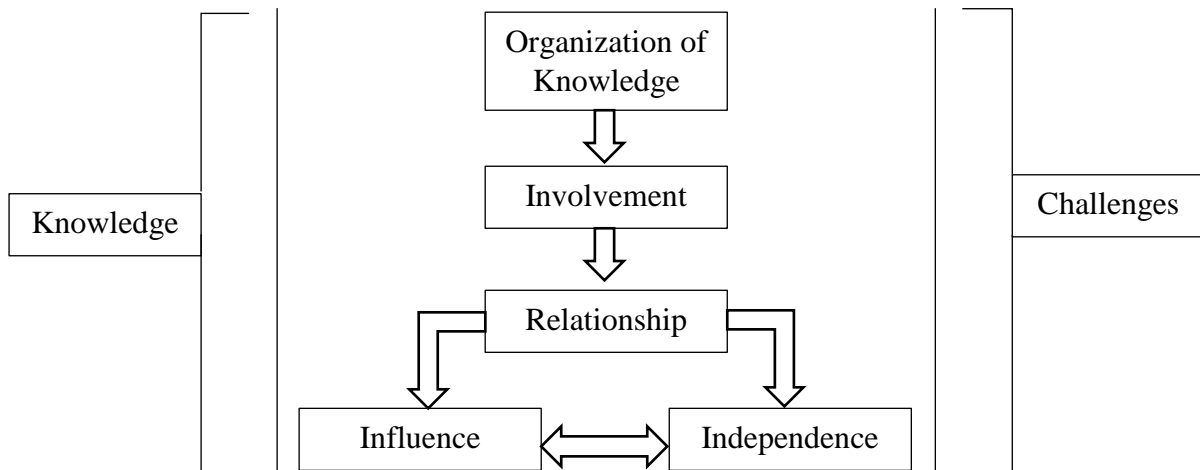 Organization of
Knowledge
Involvement
Knowledge
Challenges
Relationship
Influence
Independence